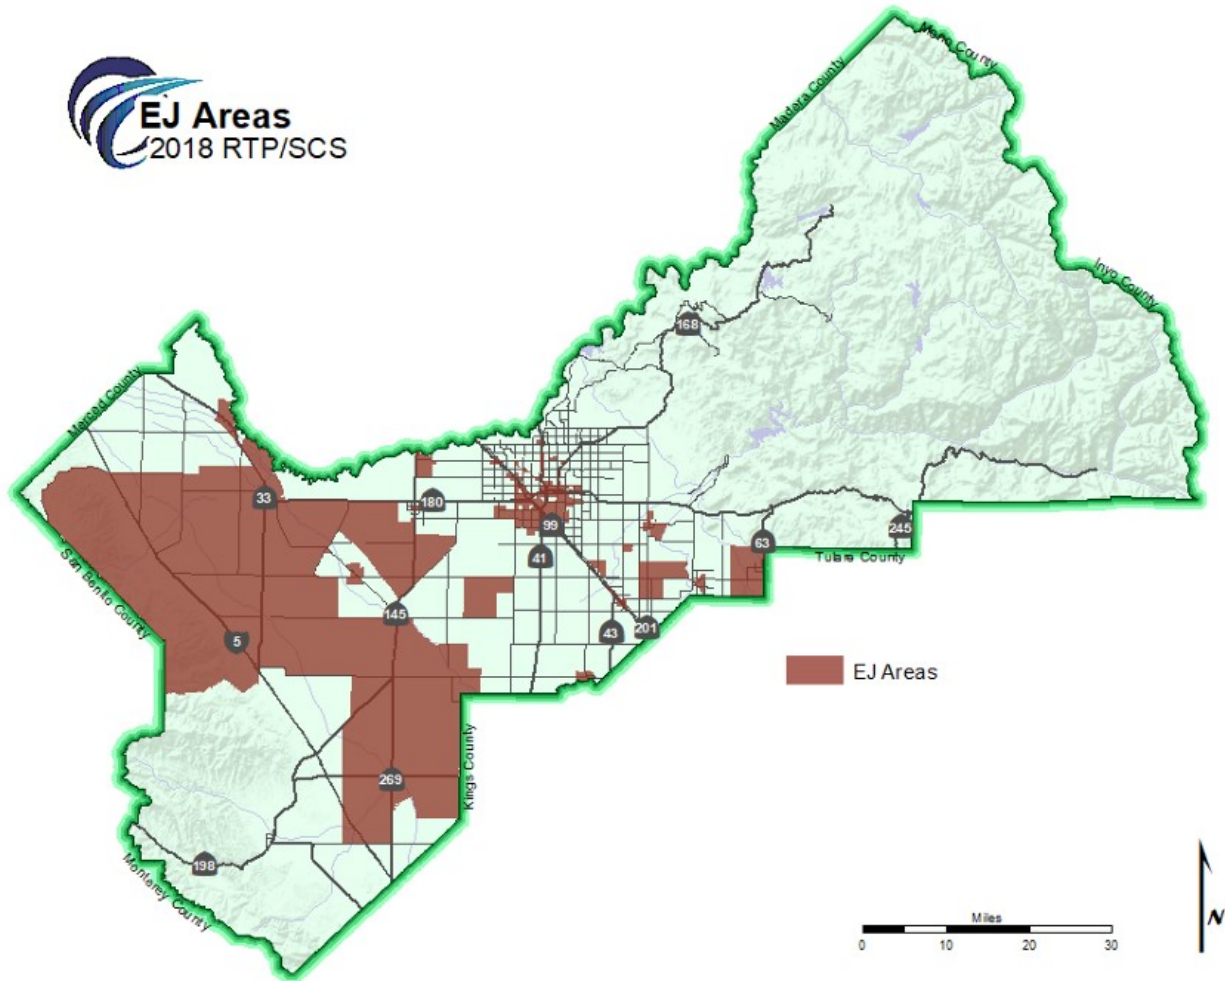 EJ Areas
2018 RTP/SCS
Mono County
Madera County
Inyo County
168
Merced County
33
180
99
245
63
41
Tulare County
San Benito County
145
5
43
201
EJ Areas
269
Kings County
198
Monterey County
Miles
0 10 20 30
N